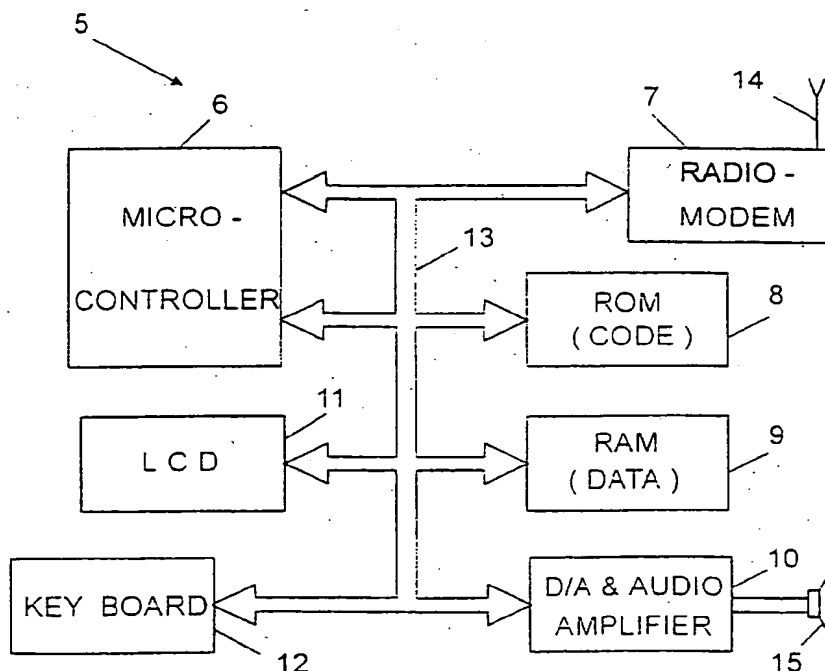 5
6
7
14
MICRO -
CONTROLLER
RADIO -
MODEM
13
ROM
( CODE )
8
11
L C D
RAM
( DATA )
9
KEY BOARD
12
D/A & AUDIO
AMPLIFIER
10
15